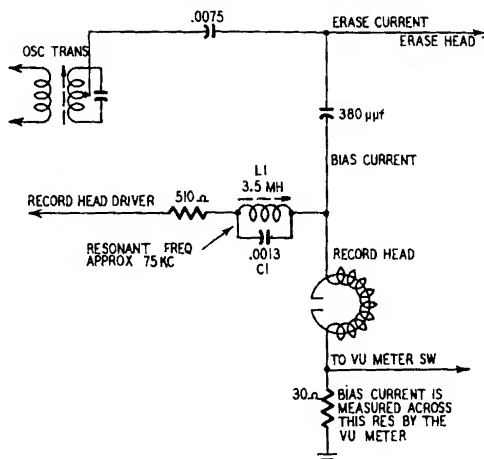 .0075
ERASE CURRENT
ERASE HEAD
OSC TRANS
380 µµf
BIAS CURRENT
L1
3.5 MH
510 Ω
RECORD HEAD DRIVER
RESONANT FREQ
APPROX 75 KC
.0013
C1
RECORD HEAD
TO VU METER SW
30 Ω
BIAS CURRENT IS
MEASURED ACROSS
THIS RES BY THE
VU METER